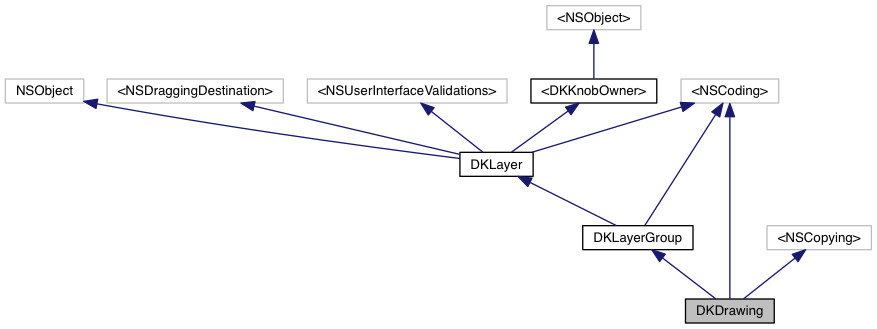 <NSObject>
NSObject
<NSDraggingDestination>
<NSUserInterfaceValidations>
<DKKnobOwner>
<NSCoding>
DKLayer
DKLayerGroup
<NSCopying>
DKDrawing